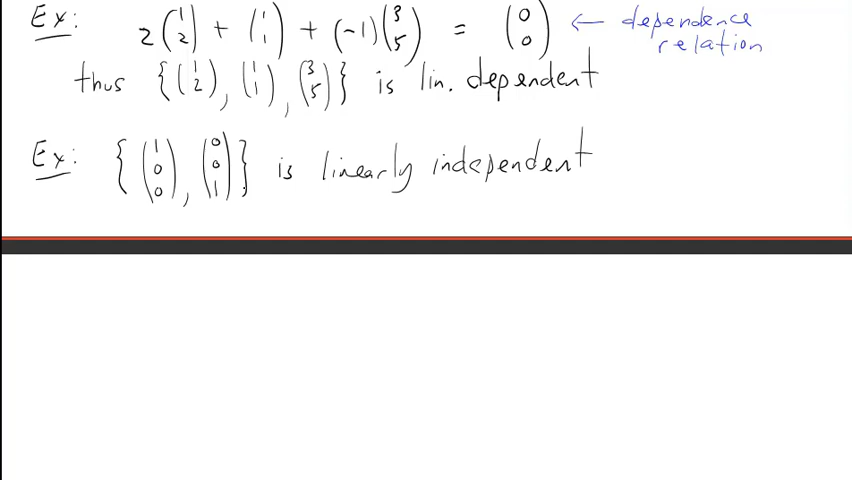 Ex: 2 (1 2) + (1 1) + (-1) (3 5) = (0 0) ← dependence relation
thus {(1 2), (1 1), (3 5)} is lin. dependent
Ex: {(1 0 0), (0 0 1)} is linearly independent